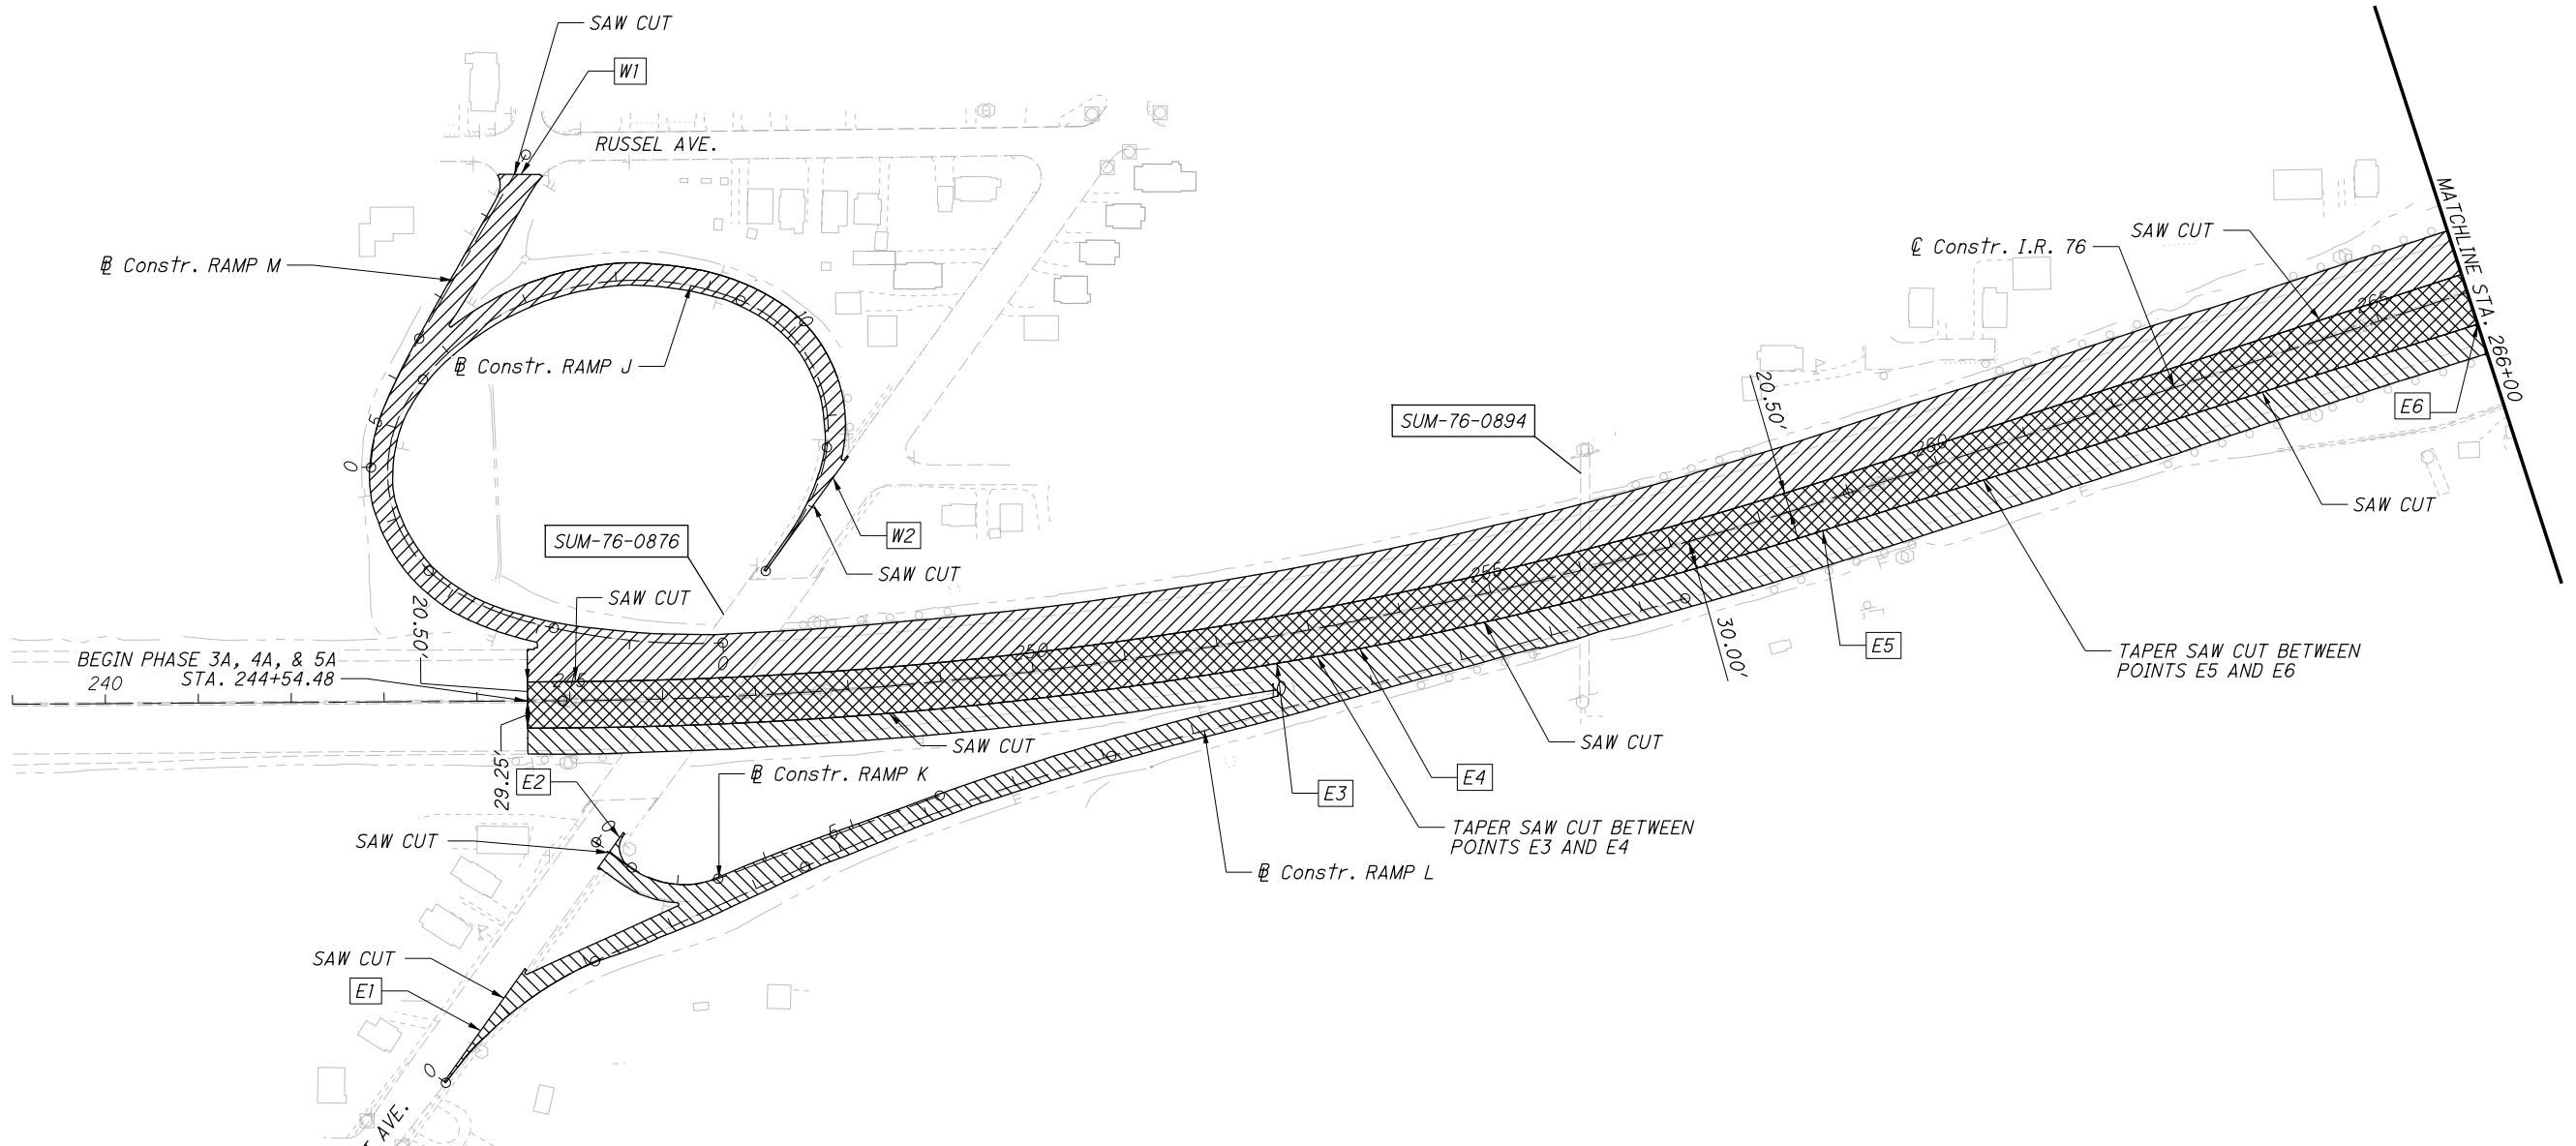 SAW CUT
W1
RUSSEL AVE.
MATCHLINE STA. 266+00
SAW CUT
℄ Constr. I.R. 76
265
B̵L Constr. RAMP M
10
B̵L Constr. RAMP J
20.50'
E6
SUM-76-0894
5
260
0
SAW CUT
W2
SUM-76-0876
SAW CUT
255
SAW CUT
20.50'
30.00'
E5
TAPER SAW CUT BETWEEN
POINTS E5 AND E6
BEGIN PHASE 3A, 4A, & 5A
STA. 244+54.48
240
245
0
250
0
SAW CUT
SAW CUT
29.25'
E2
B̵L Constr. RAMP K
E3
E4
TAPER SAW CUT BETWEEN
POINTS E3 AND E4
0
5
SAW CUT
B̵L Constr. RAMP L
SAW CUT
E1
0
AVE.